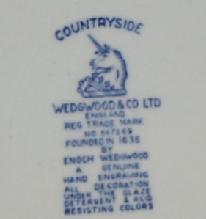 COUNTRYSIDE
WEDGWOOD & CO LTD
ENGLAND
REG TRADE MARK
FOUNDED IN 1835
BY
ENOCH WEDGWOOD
A GENUINE
HAND ENGRAVING
ALL DECORATION
UNDER THE GLAZE
DETERGENT & ACID
RESISTING COLORS